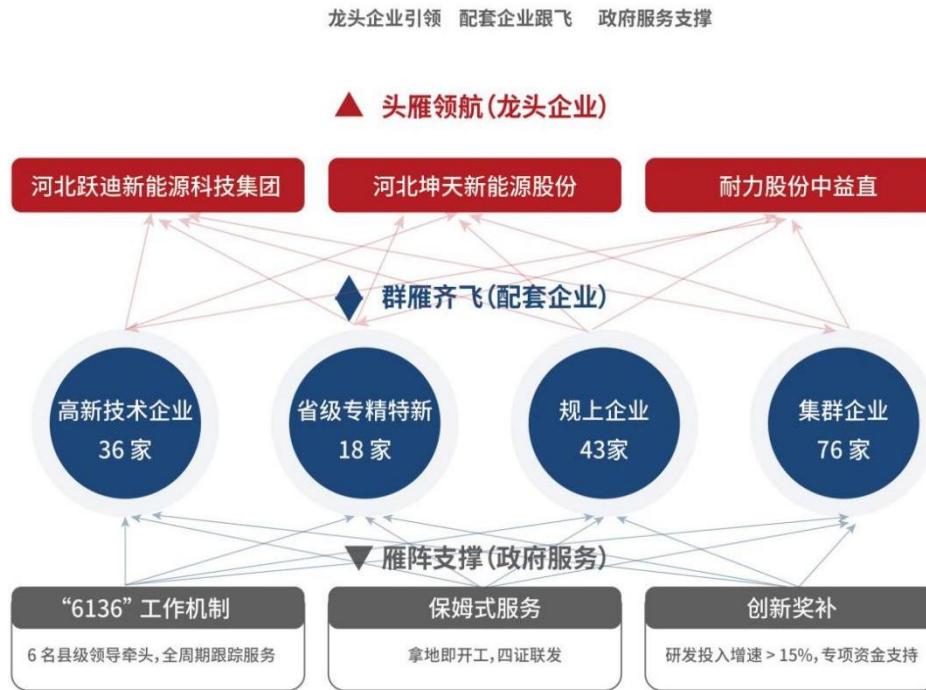 龙头企业引领 配套企业跟飞 政府服务支撑
头雁领航(龙头企业)
河北跃迪新能源科技集团
河北坤天新能源股份
耐力股份中益直
群雁齐飞(配套企业)
高新技术企业
36 家
省级专精特新
18 家
规上企业
43家
集群企业
76 家
雁阵支撑(政府服务)
“6136”工作机制
6 名县级领导牵头,全周期跟踪服务
保姆式服务
拿地即开工,四证联发
创新奖补
研发投入增速 > 15%,专项资金支持